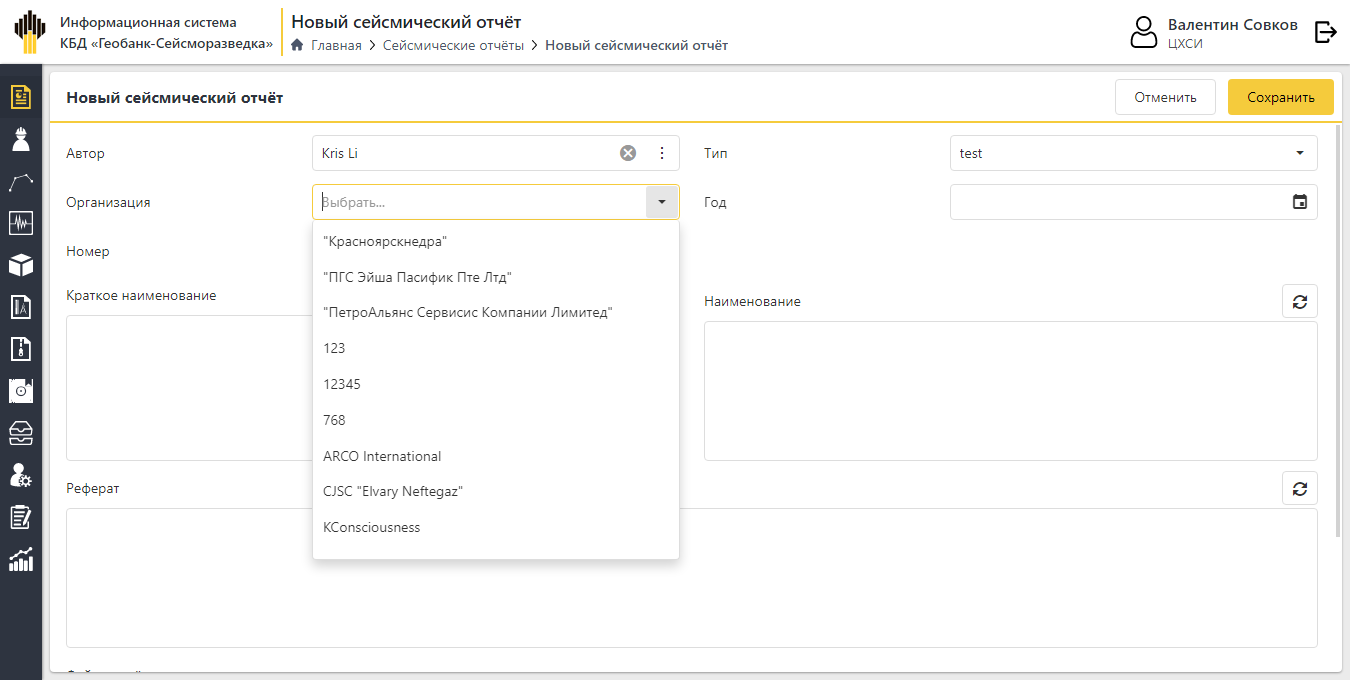 Информационная система
КБД «Геобанк-Сейсморазведка»
Новый сейсмический отчёт
Главная > Сейсмические отчёты > Новый сейсмический отчёт
Валентин Совков
ЦХСИ
Новый сейсмический отчёт
Отменить
Сохранить
Автор
Kris Li
Тип
test
Организация
Выбрать...
Год
"Красноярскнедра"
Номер
"ПГС Эйша Пасифик Пте Лтд"
Краткое наименование
Наименование
"ПетроАльянс Сервисис Компании Лимитед"
123
12345
768
ARCO International
CJSC "Elvary Neftegaz"
Реферат
KConsciousness